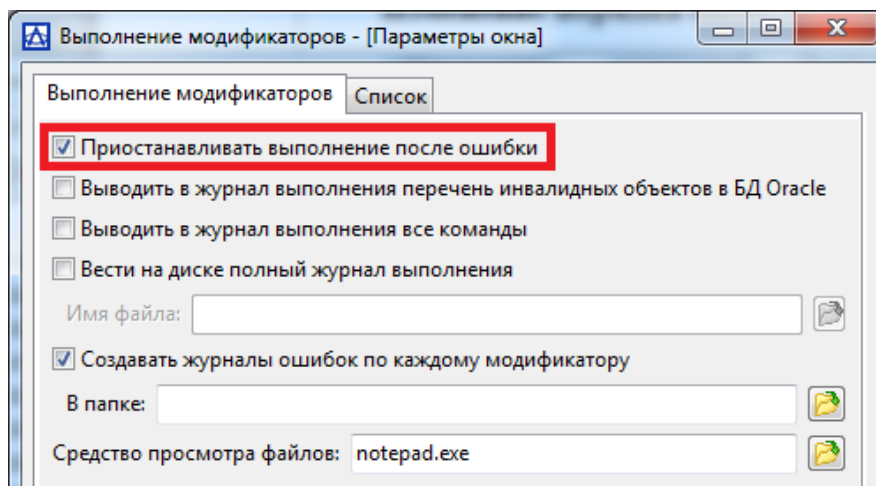 Выполнение модификаторов - [Параметры окна]
Выполнение модификаторов Список
Приостанавливать выполнение после ошибки
Выводить в журнал выполнения перечень инвалидных объектов в БД Oracle
Выводить в журнал выполнения все команды
Вести на диске полный журнал выполнения
Имя файла:
Создавать журналы ошибок по каждому модификатору
В папке:
Средство просмотра файлов: notepad.exe